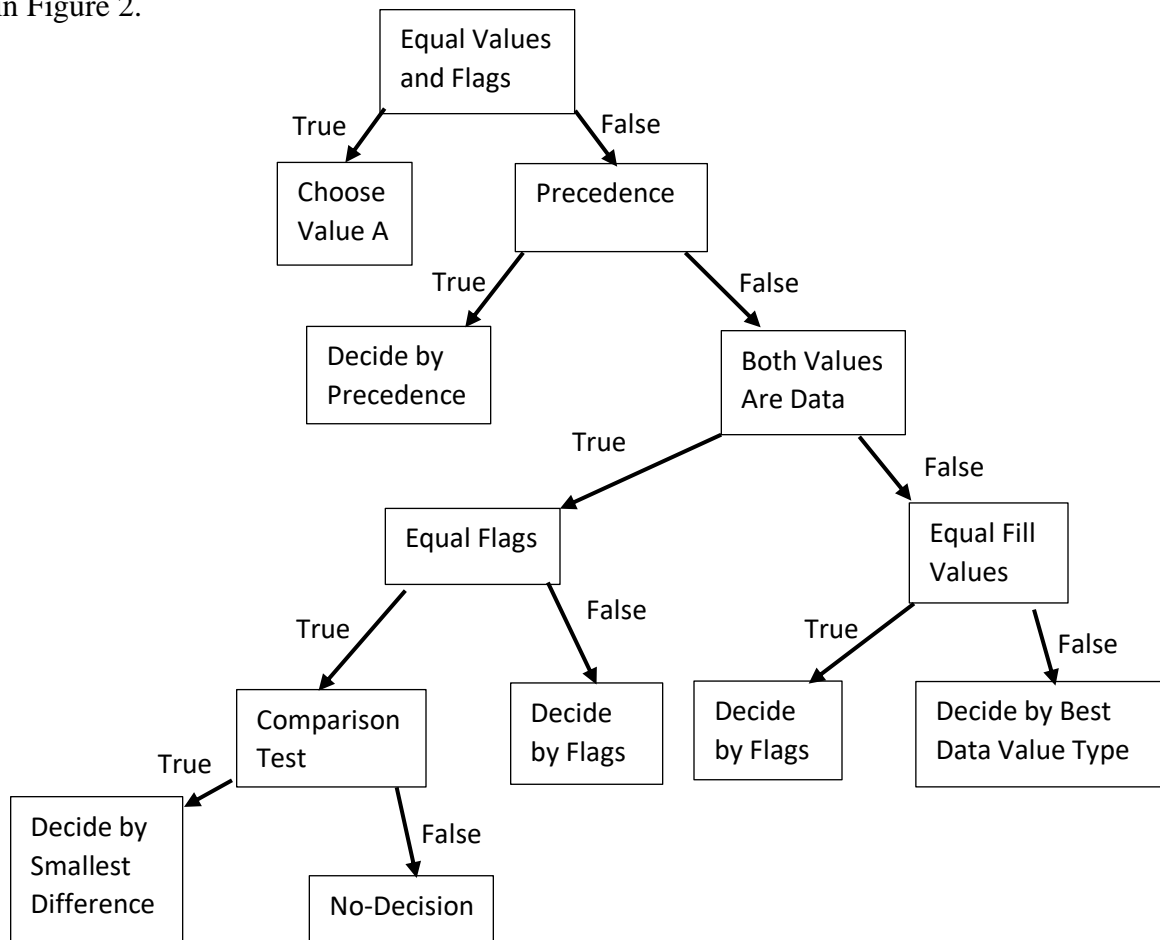 in Figure 2.
Equal Values
and Flags
True
False
Choose
Value A
Precedence
True
False
Decide by
Precedence
Both Values
Are Data
True
False
Equal Flags
Equal Fill
Values
True
False
True
False
Comparison
Test
Decide
by Flags
Decide
by Flags
Decide by Best
Data Value Type
True
False
Decide by
Smallest
Difference
No-Decision